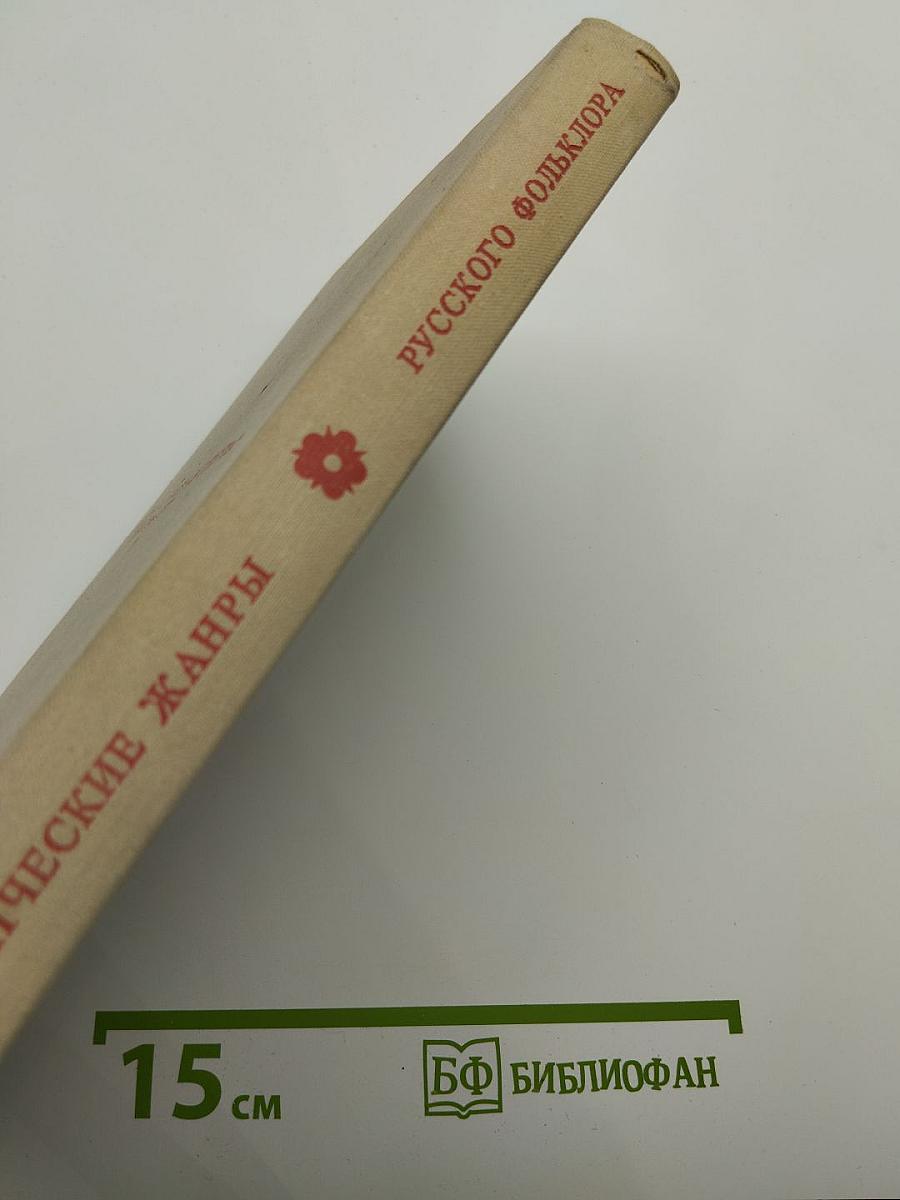 ЧЕСКИЕ ЖАНРЫ
РУССКОГО ФОЛЬКЛОРА
15 см
БФ БИБЛИОФАН